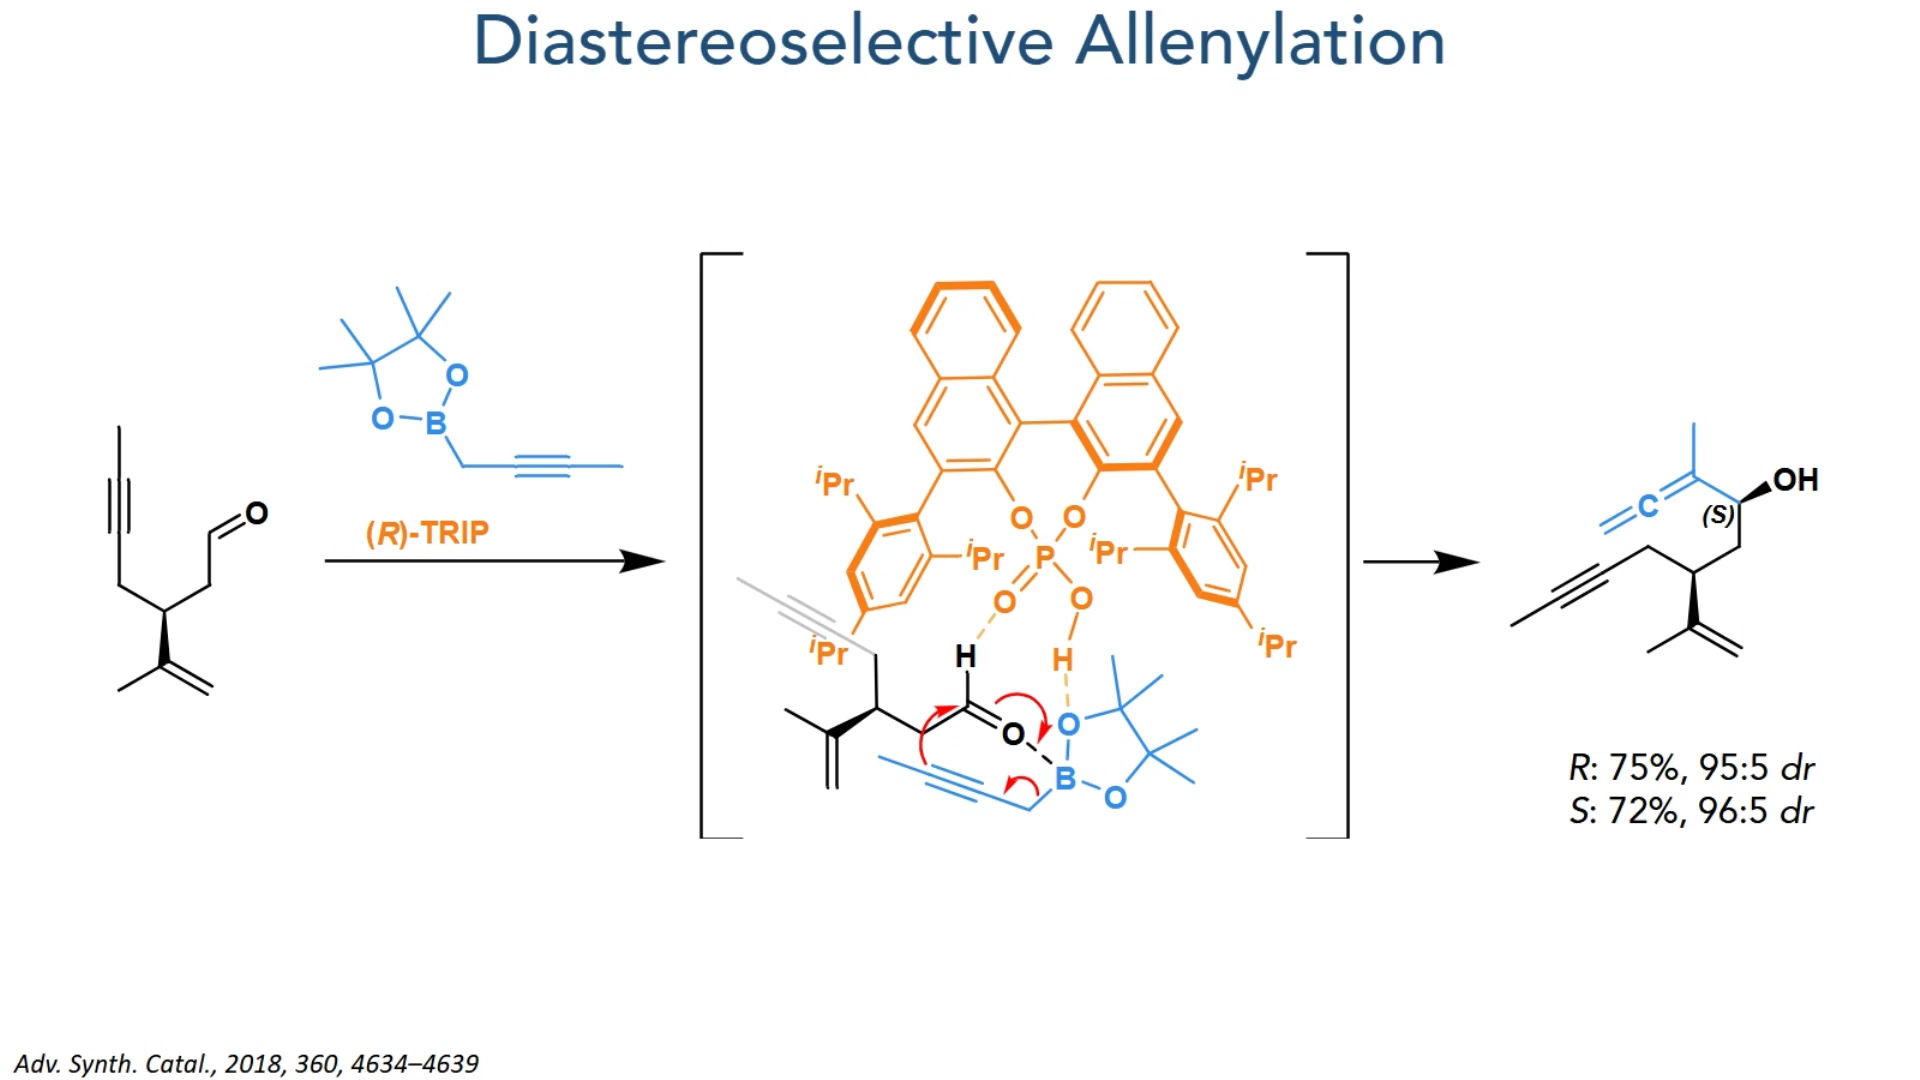 Diastereoselective Allenylation
O
O
B
O
(R)-TRIP
iPr
iPr
O
O
iPr
P
iPr
O
O
iPr
iPr
H
H
O
O
B
O
OH
C
(S)
R: 75%, 95:5 dr
S: 72%, 96:5 dr
Adv. Synth. Catal., 2018, 360, 4634–4639